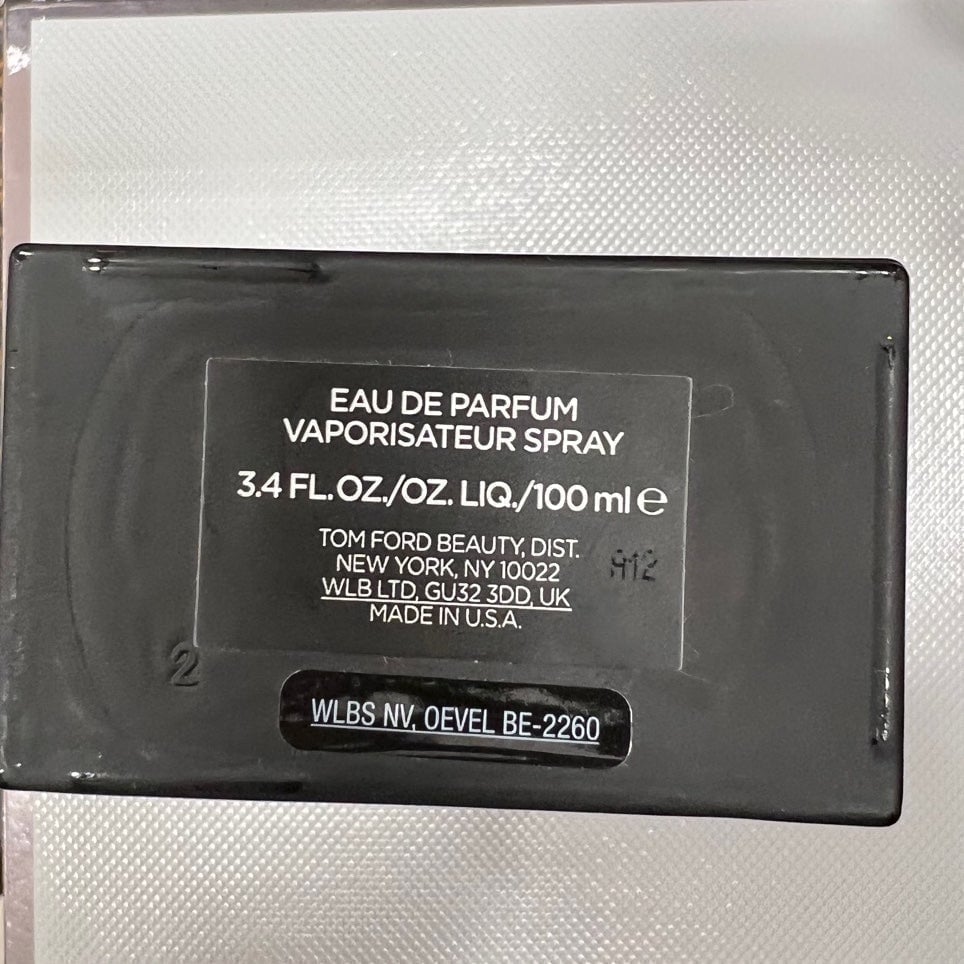 EAU DE PARFUM
VAPORISATEUR SPRAY
3.4 FL.OZ./OZ. LIQ./100 ml ℮
TOM FORD BEAUTY, DIST.
NEW YORK, NY 10022
WLB LTD, GU32 3DD, UK
MADE IN U.S.A.
A12
2
WLBS NV, OEVEL BE-2260